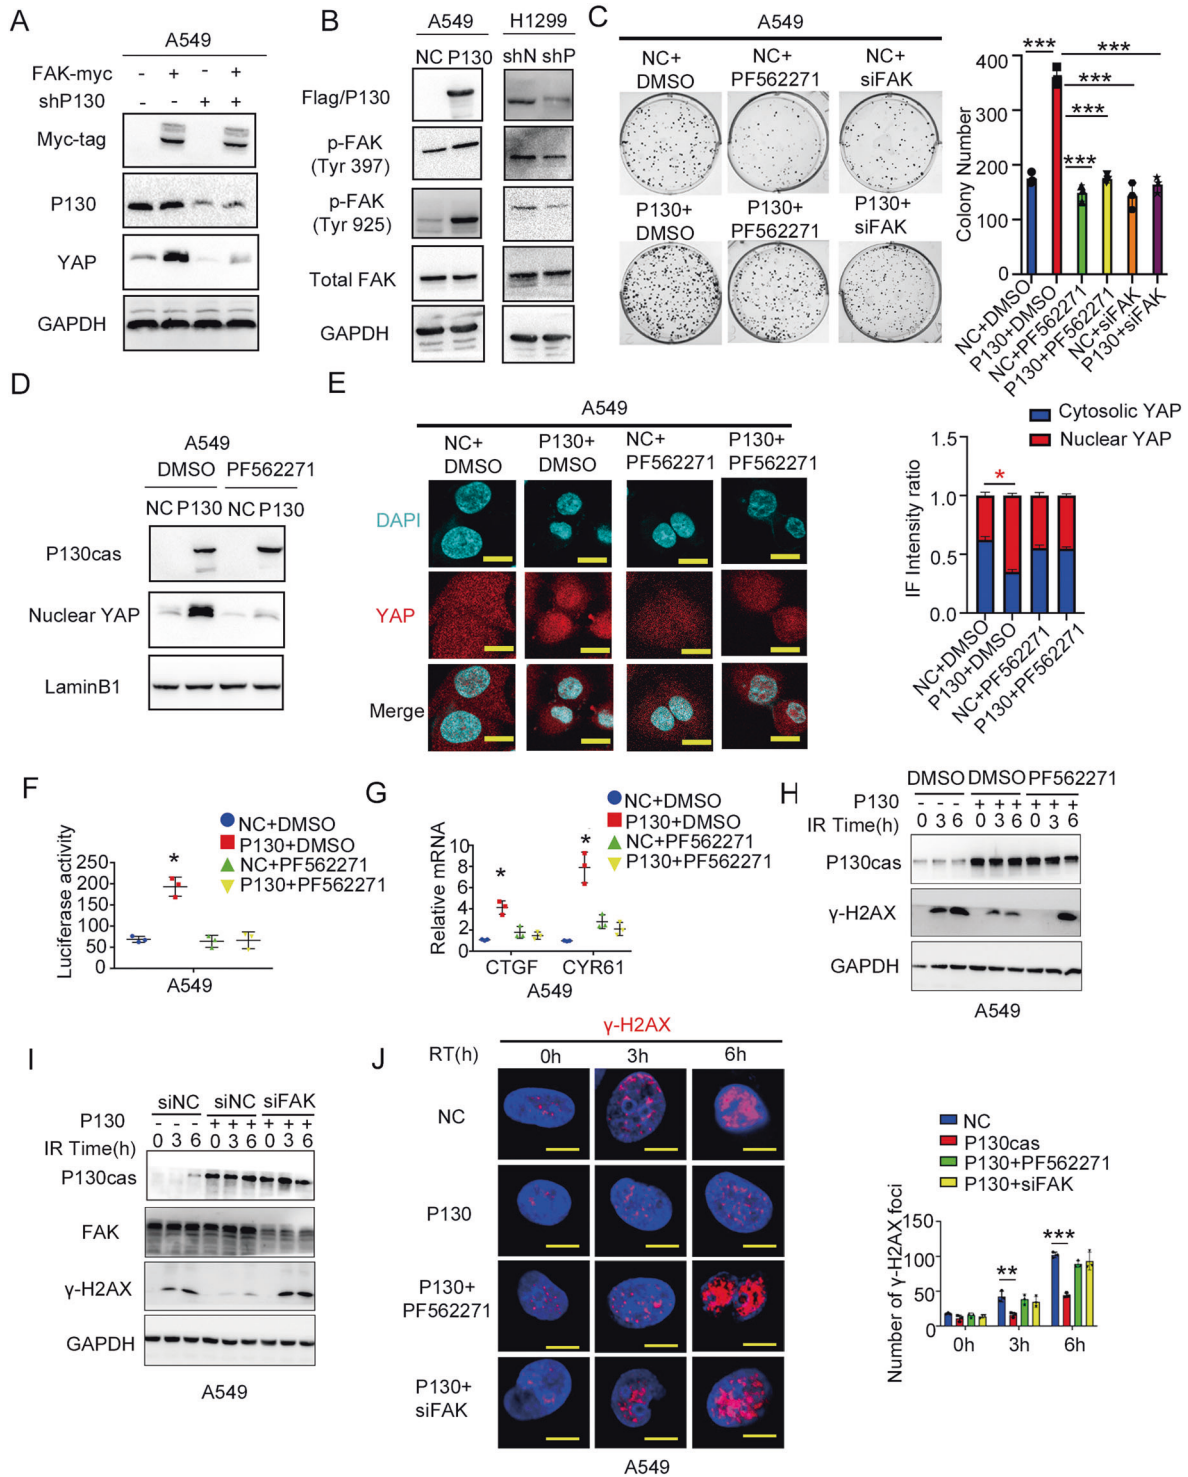 A
A549
FAK-myc - + - +
shP130 - - + +
Myc-tag
P130
YAP
GAPDH
B
A549 H1299
NC P130 shN shP
Flag/P130
p-FAK
(Tyr 397)
p-FAK
(Tyr 925)
Total FAK
GAPDH
C
A549
NC+
DMSO
NC+
PF562271
NC+
siFAK
P130+
DMSO
P130+
PF562271
P130+
siFAK
*** ***
***
***
***
Colony Number
400
300
200
100
0
NC+DMSO
P130+DMSO
NC+PF562271
P130+PF562271
NC+siFAK
P130+siFAK
D
A549
DMSO PF562271
NC P130 NC P130
P130cas
Nuclear YAP
LaminB1
E
A549
NC+
DMSO
P130+
DMSO
NC+
PF562271
P130+
PF562271
DAPI
YAP
Merge
Cytosolic YAP
Nuclear YAP
IF Intensity ratio
1.5
1.0
0.5
0.0
*
NC+DMSO
P130+DMSO
NC+PF562271
P130+PF562271
F
NC+DMSO
P130+DMSO
NC+PF562271
P130+PF562271
Luciferase activity
250
200
150
100
50
0
*
A549
G
NC+DMSO
P130+DMSO
NC+PF562271
P130+PF562271
Relative mRNA
10
8
6
4
2
0
* *
CTGF CYR61
A549
H
DMSO DMSO PF562271
P130 - - - + + + + + +
IR Time(h) 0 3 6 0 3 6 0 3 6
P130cas
γ-H2AX
GAPDH
A549
I
siNC siNC siFAK
P130 - - - + + + + + +
IR Time(h) 0 3 6 0 3 6 0 3 6
P130cas
FAK
γ-H2AX
GAPDH
A549
J
γ-H2AX
RT(h) 0h 3h 6h
NC
P130
P130+
PF562271
P130+
siFAK
A549
NC
P130cas
P130+PF562271
P130+siFAK
Number of γ-H2AX foci
150
100
50
0
** ***
0h 3h 6h